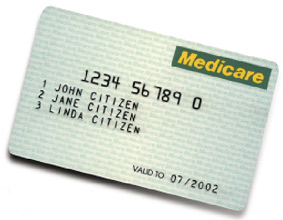 Medicare
1234 56789 0
1 JOHN CITIZEN
2 JANE CITIZEN
3 LINDA CITIZEN
VALID TO 07/2002